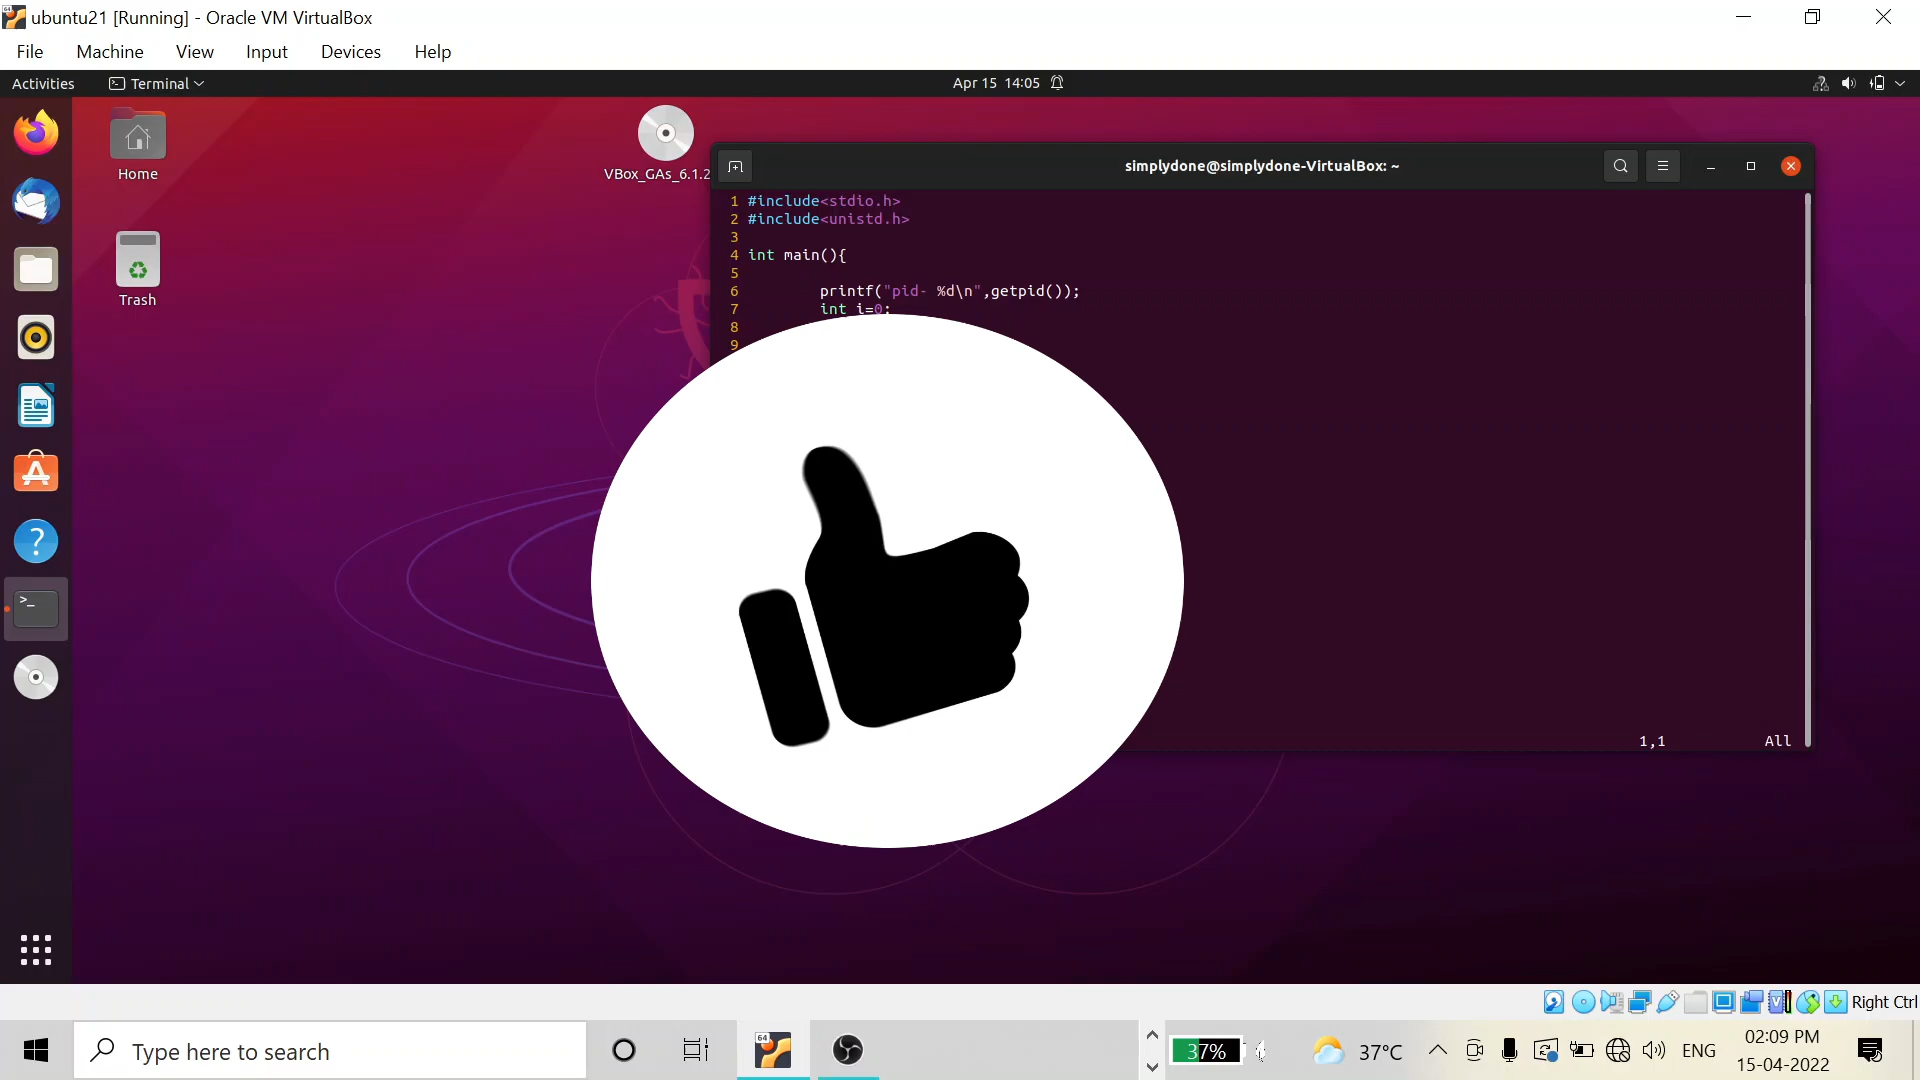 ubuntu21 [Running] - Oracle VM VirtualBox
File Machine View Input Devices Help
Activities Terminal Apr 15 14:05
Home
VBox_GAs_6.1.2
Trash
simplydone@simplydone-VirtualBox: ~
1 #include<stdio.h>
2 #include<unistd.h>
3
4 int main(){
5
6 printf("pid- %d\n",getpid());
7 int i=0;
8
9
1,1 All
Right Ctrl
Type here to search
64
37%
37°C
ENG
02:09 PM
15-04-2022